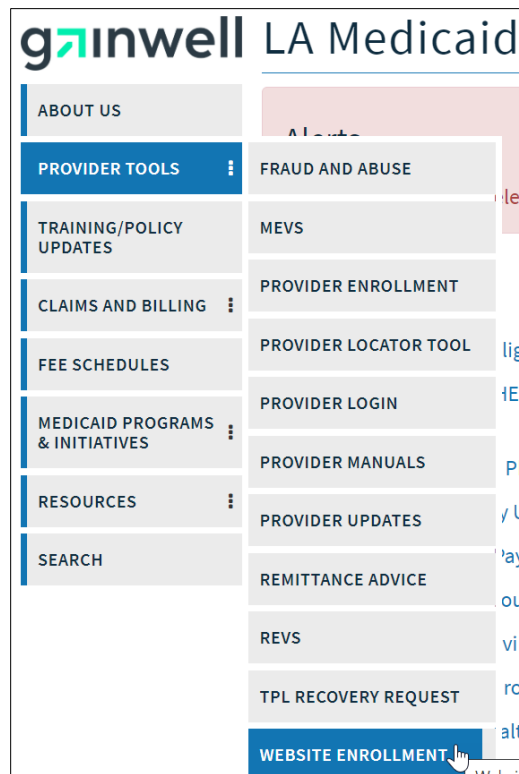 gainwell LA Medicaid
ABOUT US
PROVIDER TOOLS
TRAINING/POLICY
UPDATES
CLAIMS AND BILLING
FEE SCHEDULES
MEDICAID PROGRAMS
& INITIATIVES
RESOURCES
SEARCH
Alerts
FRAUD AND ABUSE
MEVS
PROVIDER ENROLLMENT
PROVIDER LOCATOR TOOL
PROVIDER LOGIN
PROVIDER MANUALS
PROVIDER UPDATES
REMITTANCE ADVICE
REVS
TPL RECOVERY REQUEST
WEBSITE ENROLLMENT